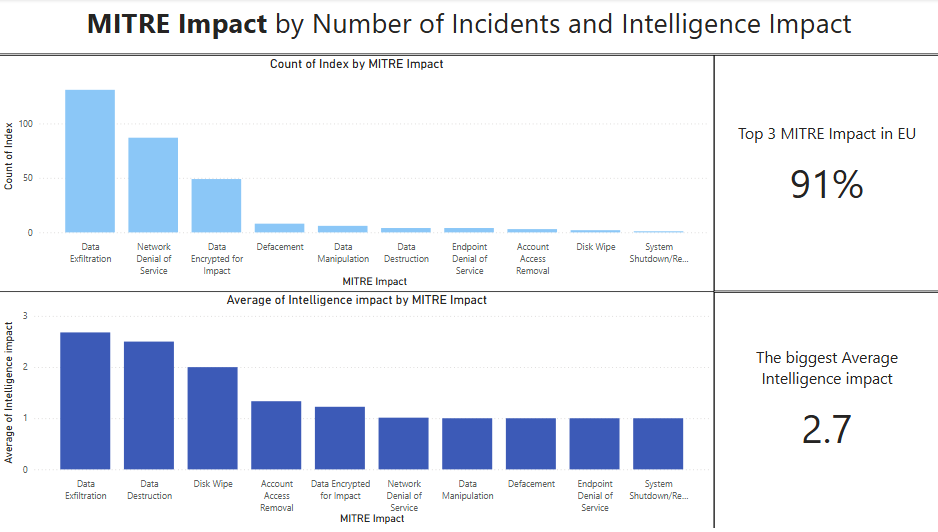 MITRE Impact by Number of Incidents and Intelligence Impact
Count of Index by MITRE Impact
Count of Index
100
50
0
Data
Exfiltration
Network
Denial of
Service
Data
Encrypted for
Impact
Defacement
Data
Manipulation
Data
Destruction
Endpoint
Denial of
Service
Account
Access
Removal
Disk Wipe
System
Shutdown/Re...
MITRE Impact
Top 3 MITRE Impact in EU
91%
Average of Intelligence impact by MITRE Impact
Average of Intelligence impact
3
2
1
0
Data
Exfiltration
Data
Destruction
Disk Wipe
Account
Access
Removal
Data Encrypted
for Impact
Network
Denial of
Service
Data
Manipulation
Defacement
Endpoint
Denial of
Service
System
Shutdown/Re...
MITRE Impact
The biggest Average
Intelligence impact
2.7